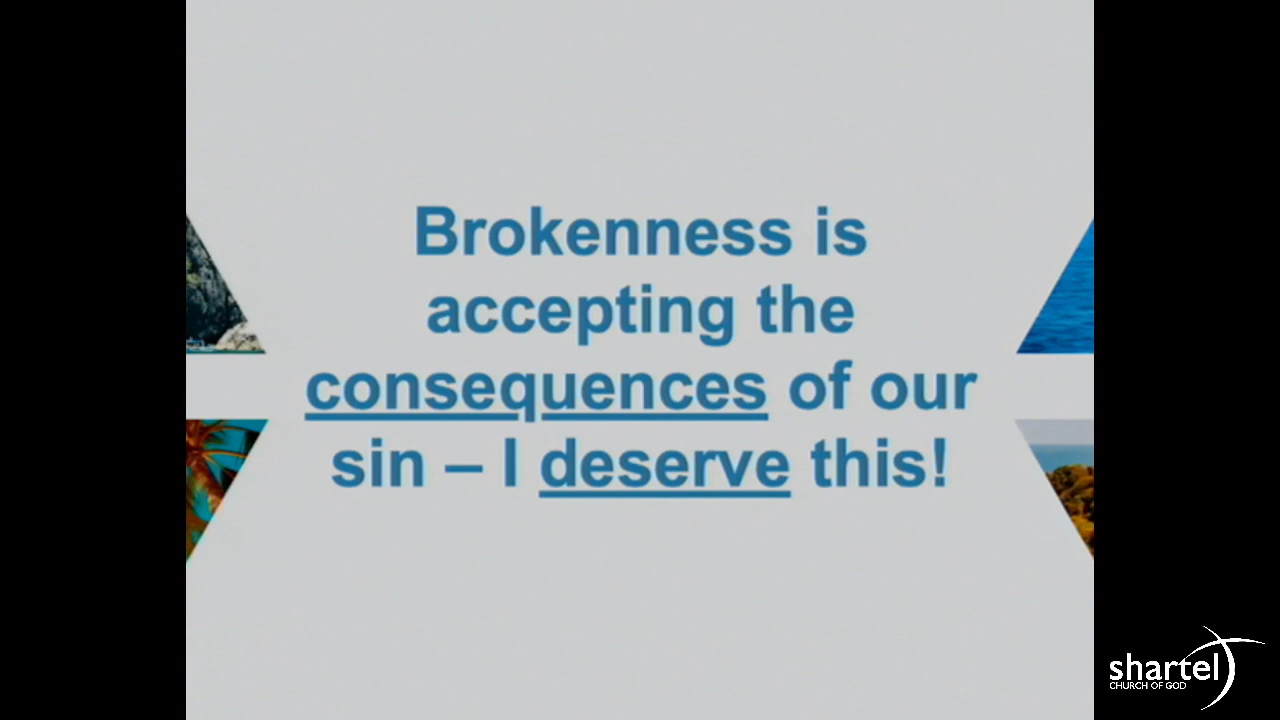 Brokenness is
accepting the
consequences of our
sin – I deserve this!
shartel
CHURCH OF GOD